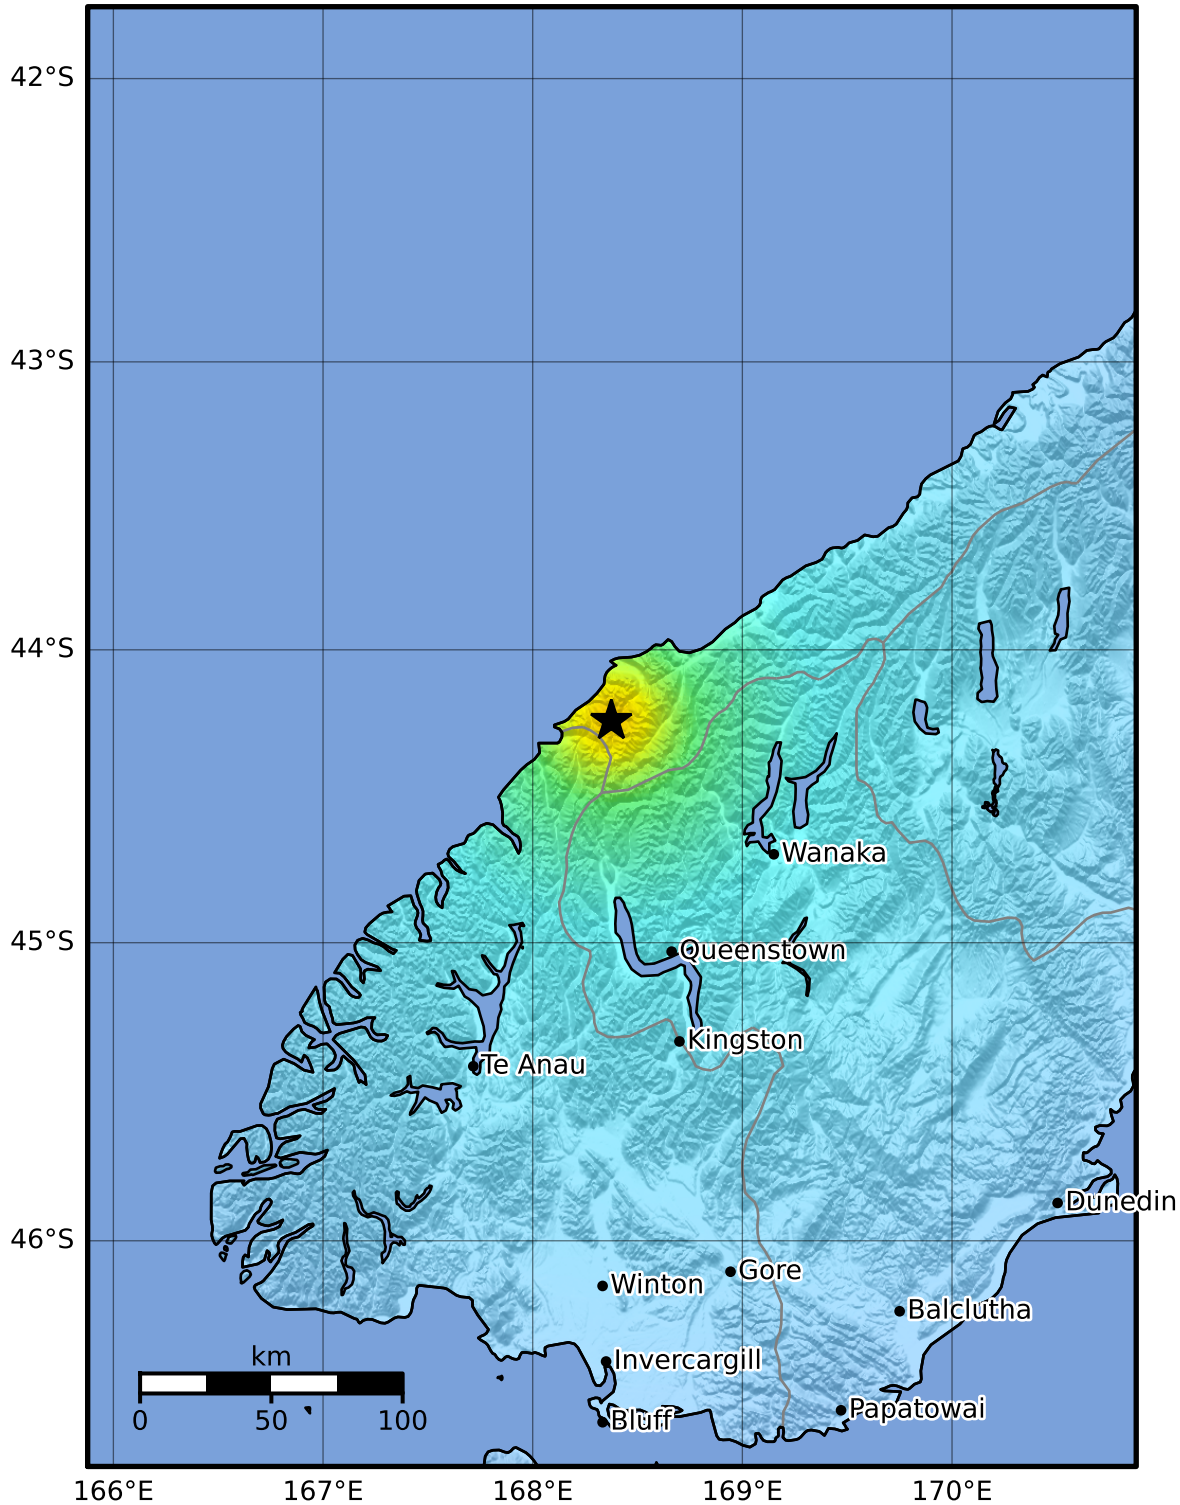 42°S
43°S
44°S
Wanaka
45°S
Queenstown
Kingston
Te Anau
Dunedin
46°S
Gore
Winton
Balclutha
km
Invercargill
Papatowai
0 50 100
Bluff
166°E 167°E 168°E 169°E 170°E